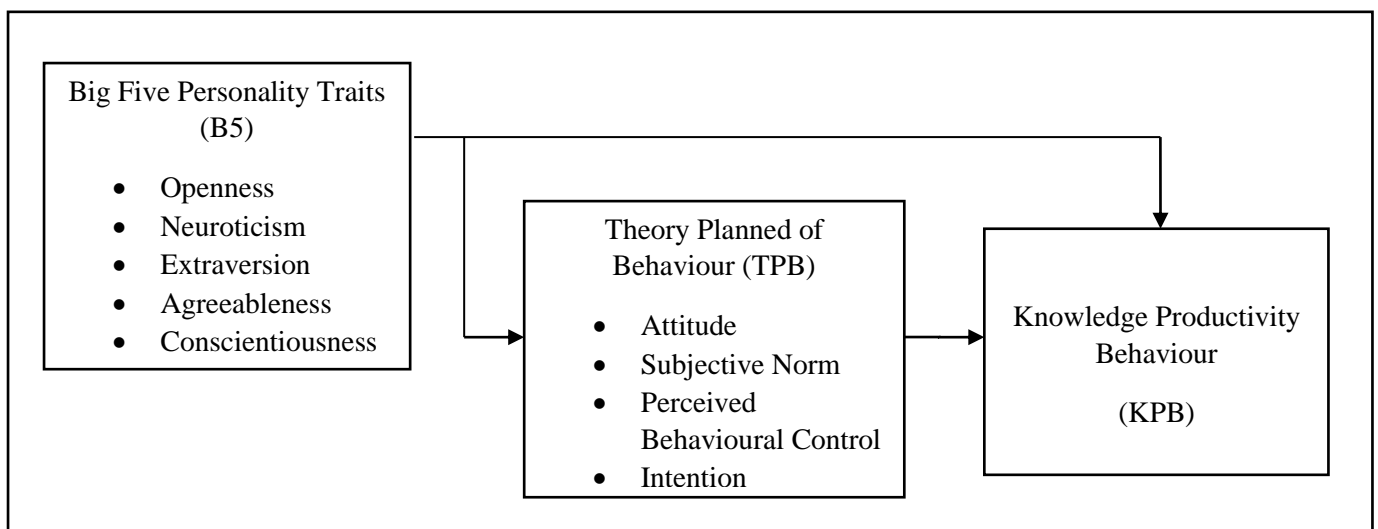 Big Five Personality Traits
(B5)
• Openness
• Neuroticism
• Extraversion
• Agreeableness
• Conscientiousness
Theory Planned of
Behaviour (TPB)
• Attitude
• Subjective Norm
• Perceived
Behavioural Control
• Intention
Knowledge Productivity
Behaviour
(KPB)